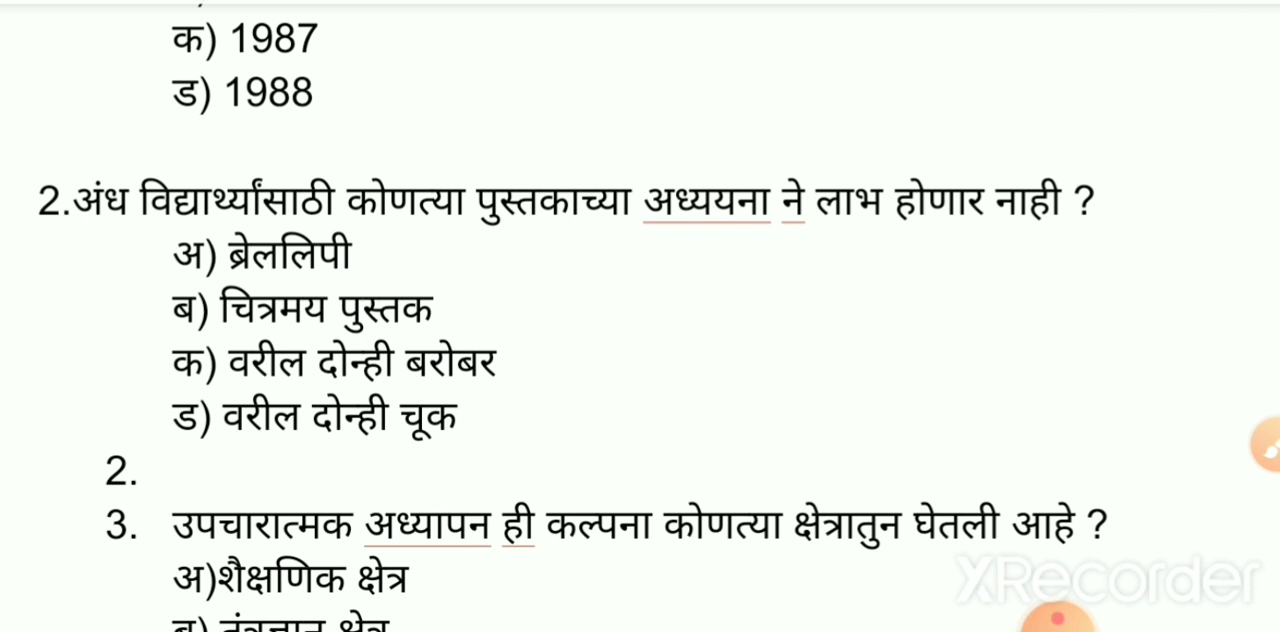 क) 1987
ड) 1988
2.अंध विद्यार्थ्यांसाठी कोणत्या पुस्तकाच्या अध्ययना ने लाभ होणार नाही ?
अ) ब्रेललिपी
ब) चित्रमय पुस्तक
क) वरील दोन्ही बरोबर
ड) वरील दोन्ही चूक
2.
3. उपचारात्मक अध्यापन ही कल्पना कोणत्या क्षेत्रातुन घेतली आहे ?
अ)शैक्षणिक क्षेत्र
XRecorder